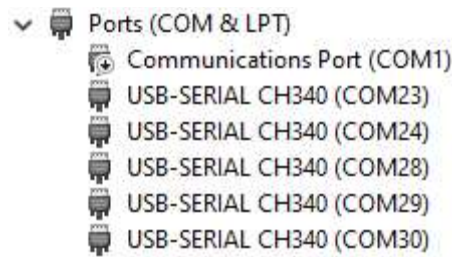 Ports (COM & LPT)
Communications Port (COM1)
USB-SERIAL CH340 (COM23)
USB-SERIAL CH340 (COM24)
USB-SERIAL CH340 (COM28)
USB-SERIAL CH340 (COM29)
USB-SERIAL CH340 (COM30)